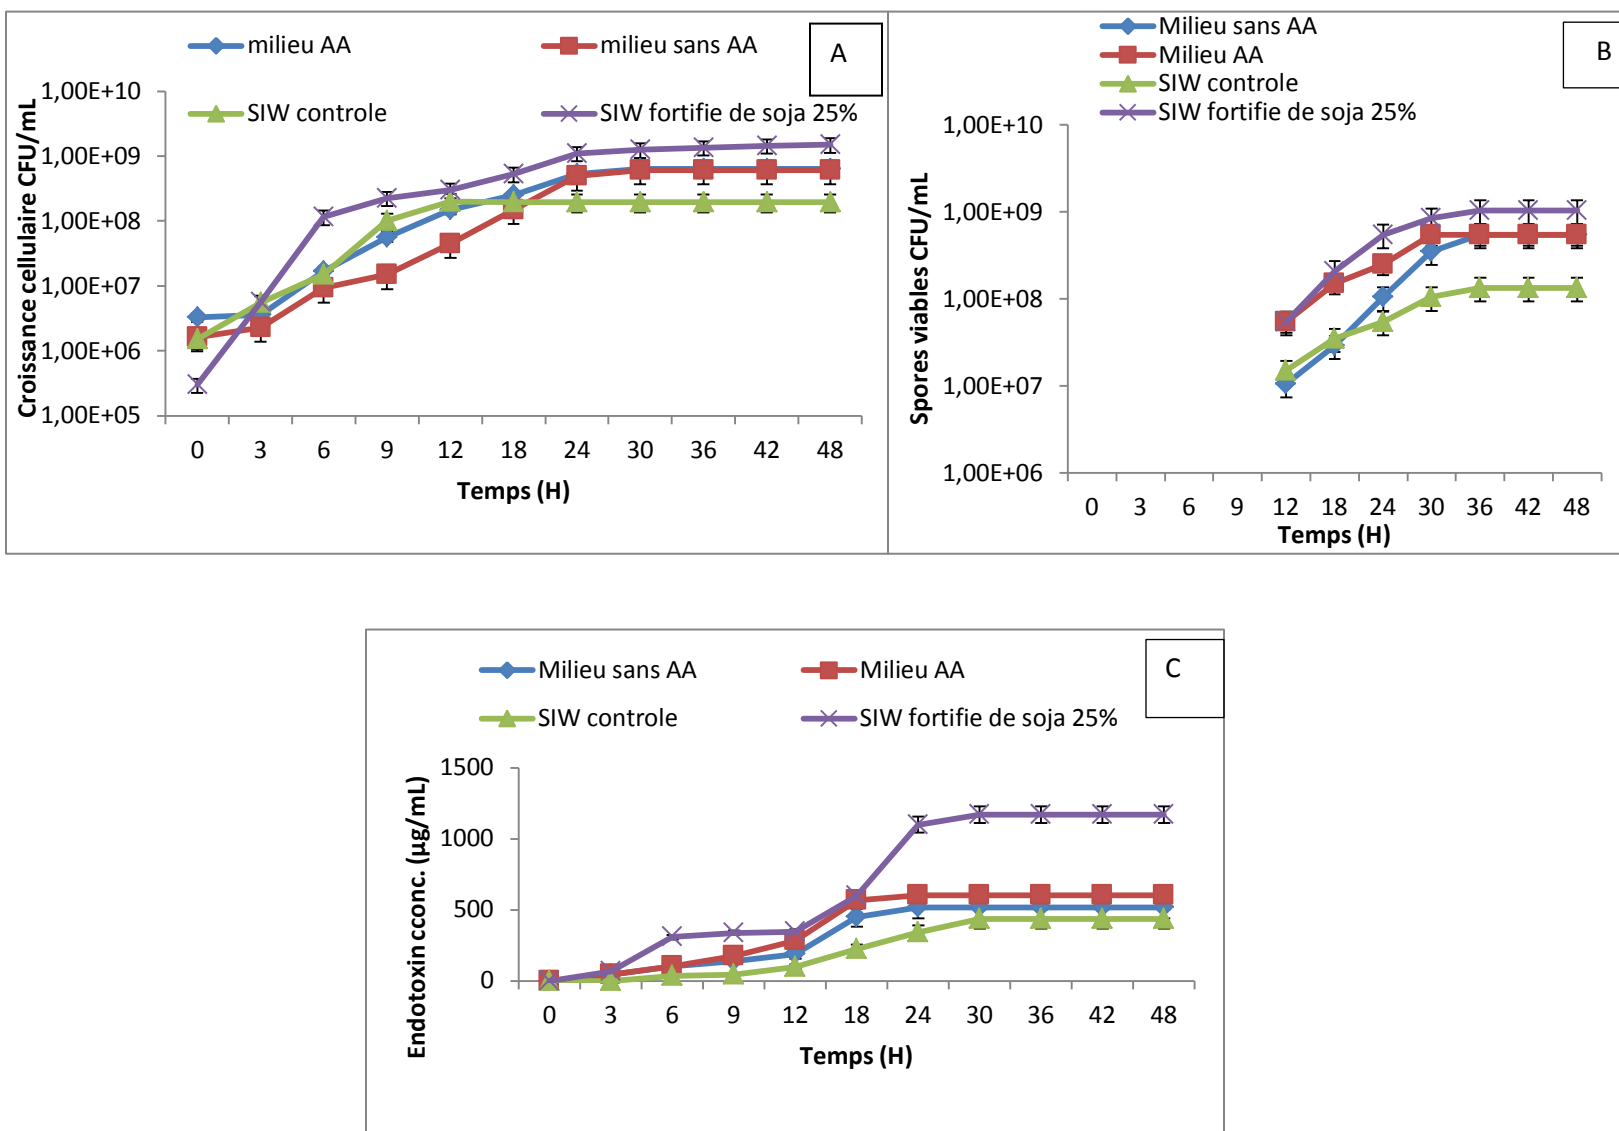 milieu AA
milieu sans AA
A
SIW controle
SIW fortifie de soja 25%
Croissance cellulaire CFU/mL
1,00E+10
1,00E+09
1,00E+08
1,00E+07
1,00E+06
1,00E+05
0 3 6 9 12 18 24 30 36 42 48
Temps (H)
Milieu sans AA
Milieu AA
SIW controle
SIW fortifie de soja 25%
B
Spores viables CFU/mL
1,00E+10
1,00E+09
1,00E+08
1,00E+07
1,00E+06
0 3 6 9 12 18 24 30 36 42 48
Temps (H)
Milieu sans AA
Milieu AA
C
SIW controle
SIW fortifie de soja 25%
Endotoxin conc. (µg/mL)
1500
1000
500
0
0 3 6 9 12 18 24 30 36 42 48
Temps (H)